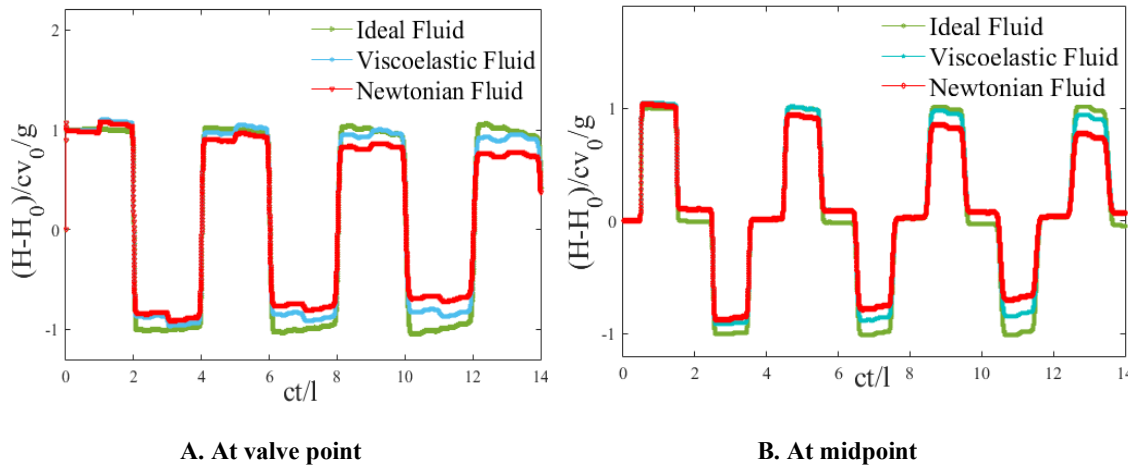 2
1
0
-1
(H-H0)/cv0/g
Ideal Fluid
Viscoelastic Fluid
Newtonian Fluid
0 2 4 6 8 10 12 14
ct/l
A. At valve point
1
0
-1
(H-H0)/cv0/g
Ideal Fluid
Viscoelastic Fluid
Newtonian Fluid
0 2 4 6 8 10 12 14
ct/l
B. At midpoint